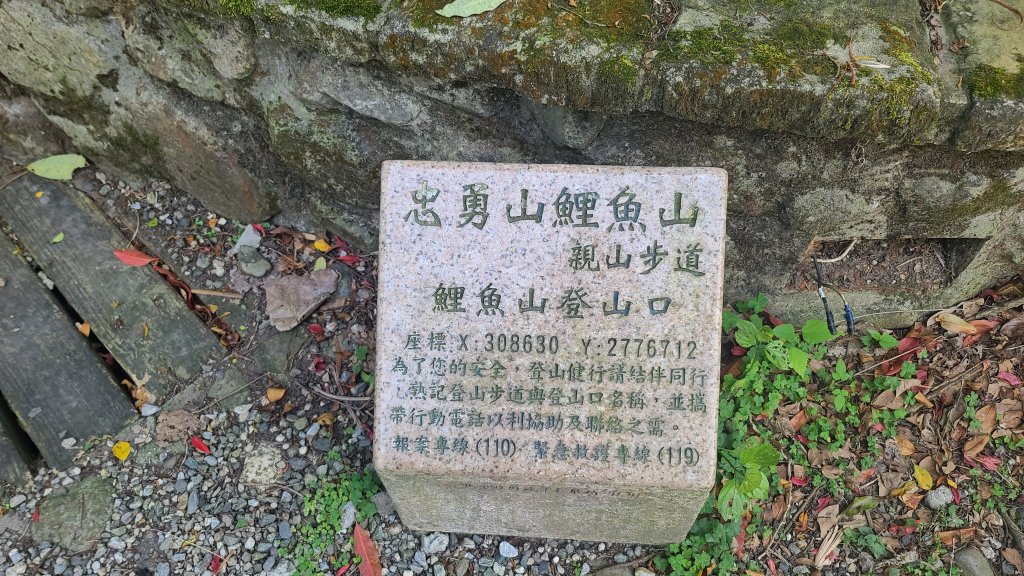 忠勇山鯉魚山
親山步道
鯉魚山登山口
座標X:308630 Y:2776712
為了您的安全，登山健行請結伴同行
，熟記登山步道與登山口名稱，並攜
帶行動電話以利協助及聯絡之需。
報案專線(110) 緊急救護專線(119)